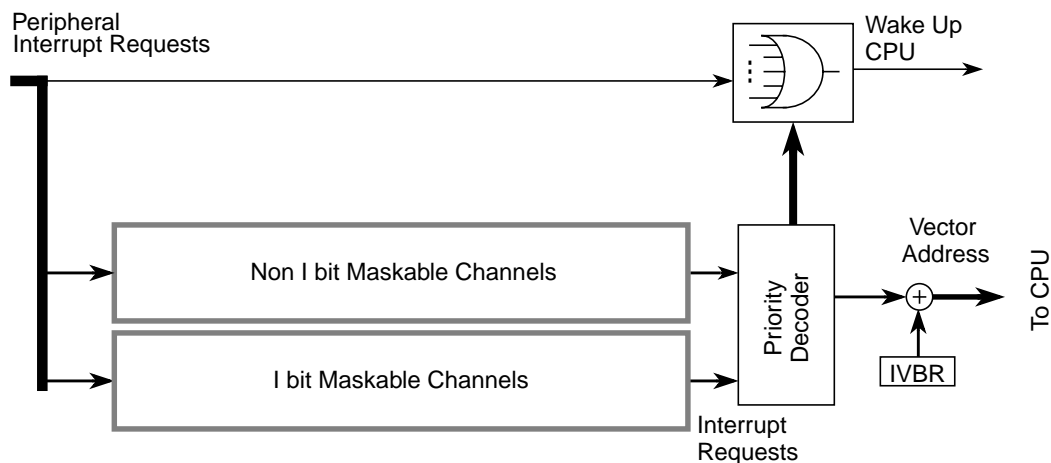 Peripheral
Interrupt Requests
Wake Up
CPU
Non I bit Maskable Channels
I bit Maskable Channels
Priority
Decoder
Interrupt
Requests
Vector
Address
+
IVBR
To CPU